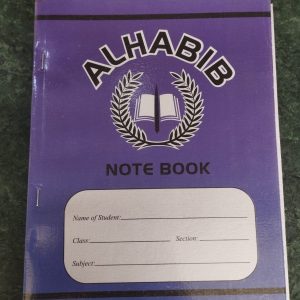 ALHABIB
NOTE BOOK
Name of Student:
Class: Section:
Subject: